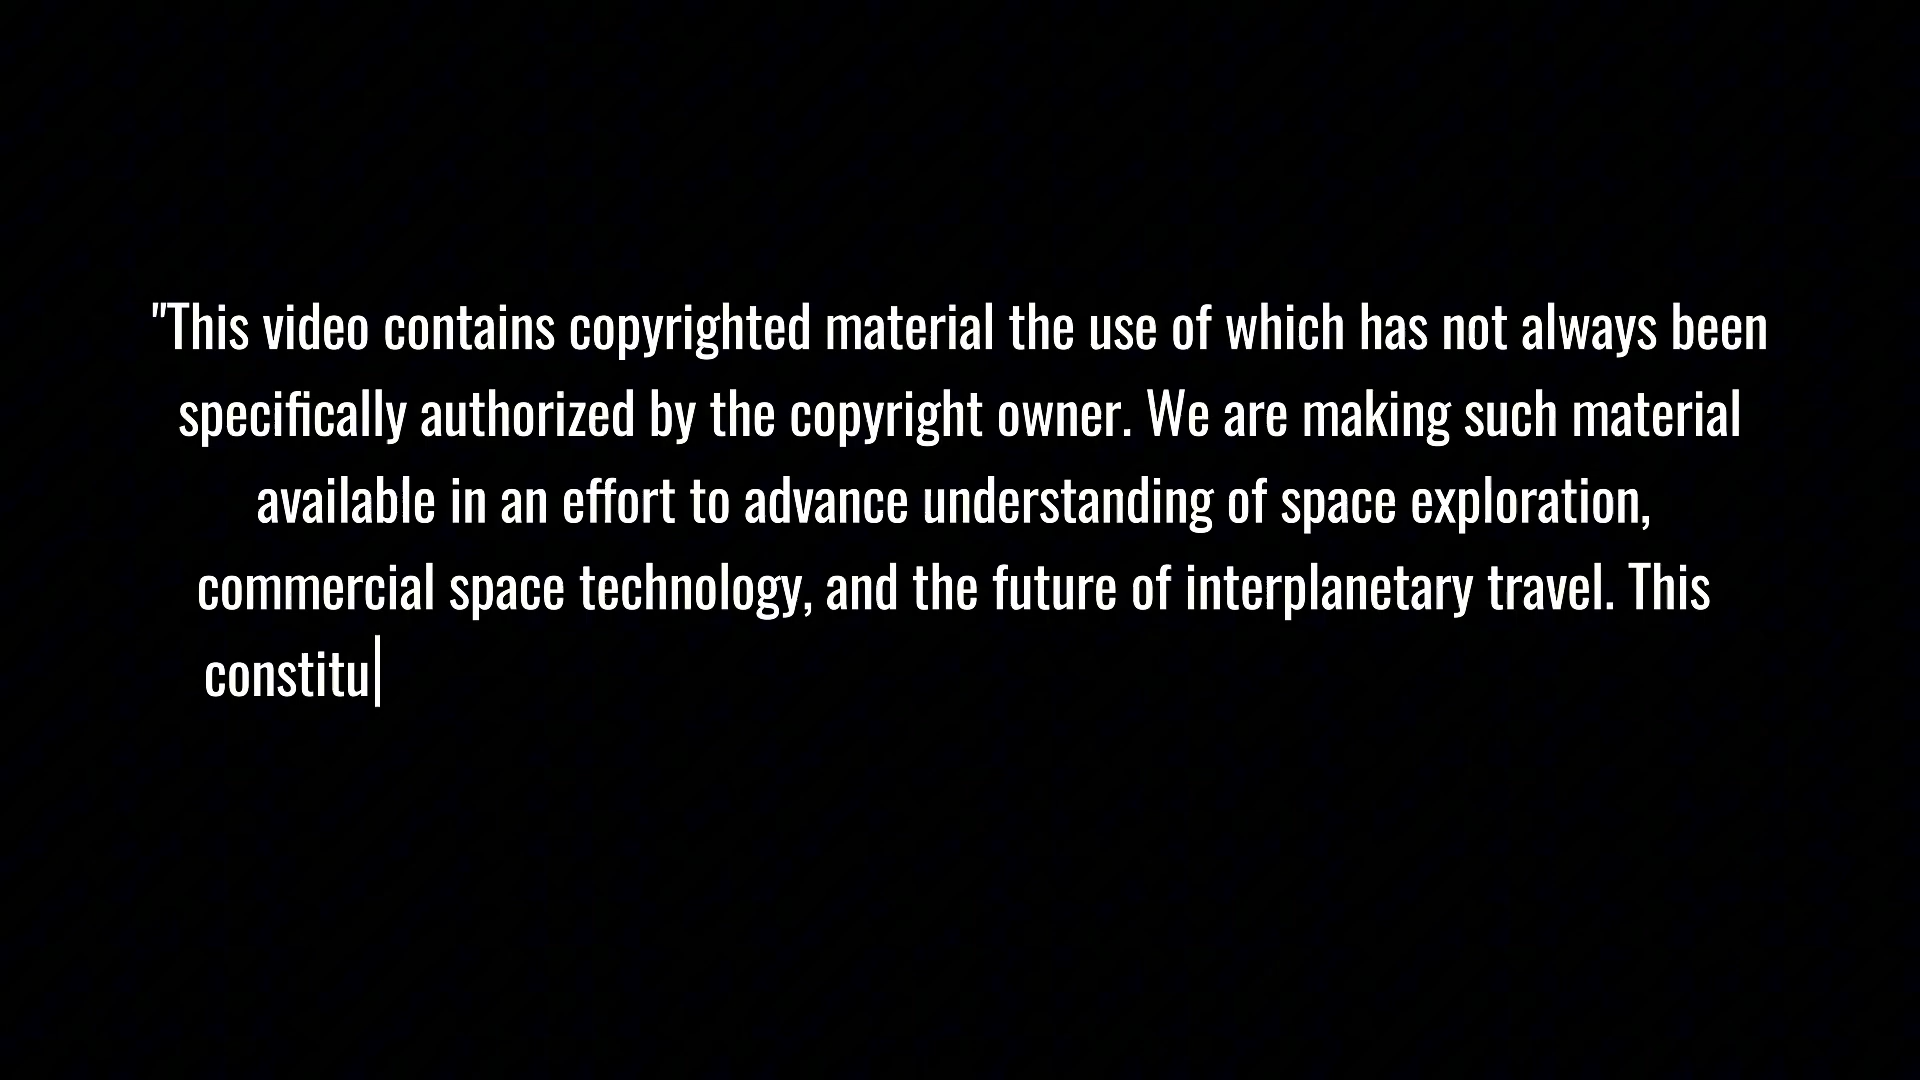 "This video contains copyrighted material the use of which has not always been
specifically authorized by the copyright owner. We are making such material
available in an effort to advance understanding of space exploration,
commercial space technology, and the future of interplanetary travel. This
constitu